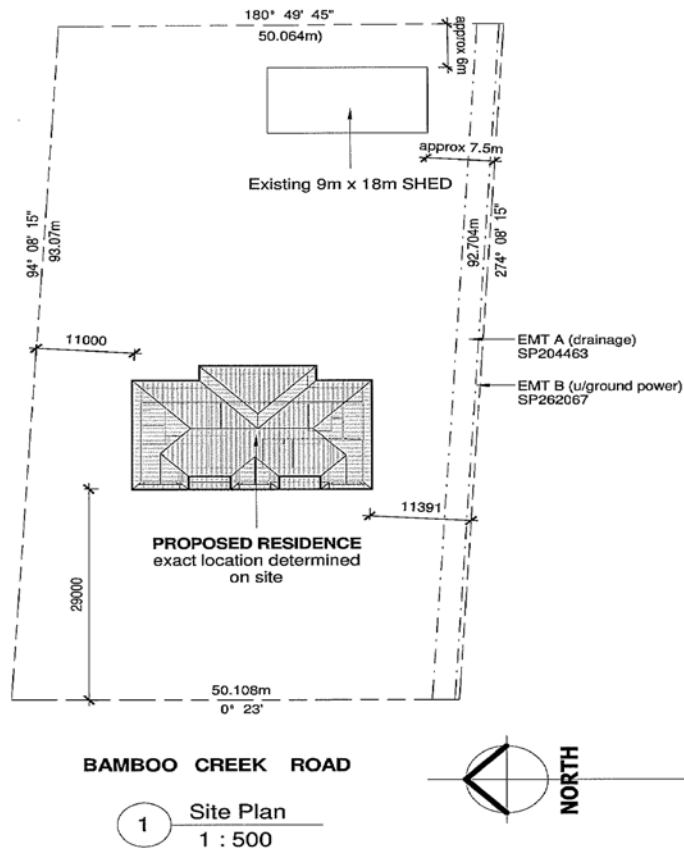 180° 49' 45"
50.064m)
approx 6m
approx 7.5m
Existing 9m x 18m SHED
94° 08' 15"
93.07m
92.704m
274° 08' 15"
11000
EMT A (drainage)
SP204463
EMT B (u/ground power)
SP262067
11391
PROPOSED RESIDENCE
exact location determined
on site
29000
50.108m
0° 23'
BAMBOO CREEK ROAD
NORTH
1
Site Plan
1 : 500